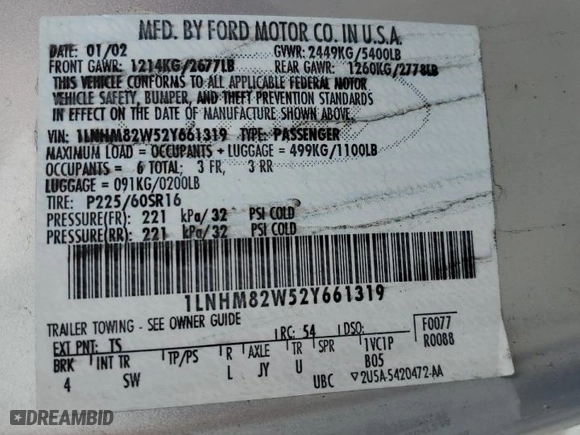 MFD. BY FORD MOTOR CO. IN U.S.A.
DATE: 01/02 GVWR: 2449KG/5400LB
FRONT GAWR: 1214KG/2677LB REAR GAWR: 1260KG/2778LB
THIS VEHICLE CONFORMS TO ALL APPLICABLE FEDERAL MOTOR
VEHICLE SAFETY, BUMPER, AND THEFT PREVENTION STANDARDS
IN EFFECT ON THE DATE OF MANUFACTURE SHOWN ABOVE.
VIN: 1LNHM82W52Y661319 TYPE: PASSENGER
MAXIMUM LOAD = OCCUPANTS + LUGGAGE = 499KG/1100LB
OCCUPANTS = 6 TOTAL; 3 FR, 3 RR
LUGGAGE = 091KG/0200LB
TIRE: P225/60SR16
PRESSURE(FR): 221 kPa/32 PSI COLD
PRESSURE(RR): 221 kPa/32 PSI COLD
1LNHM82W52Y661319
TRAILER TOWING - SEE OWNER GUIDE
EXT PNT: TS RC: 54 DSO: F0077
BRK INT TR TP/PS R AXLE TR SPR 1VC1P R0088
4 SW L JY U B05
UBC ▽2U5A-5420472-AA
DREAMBID